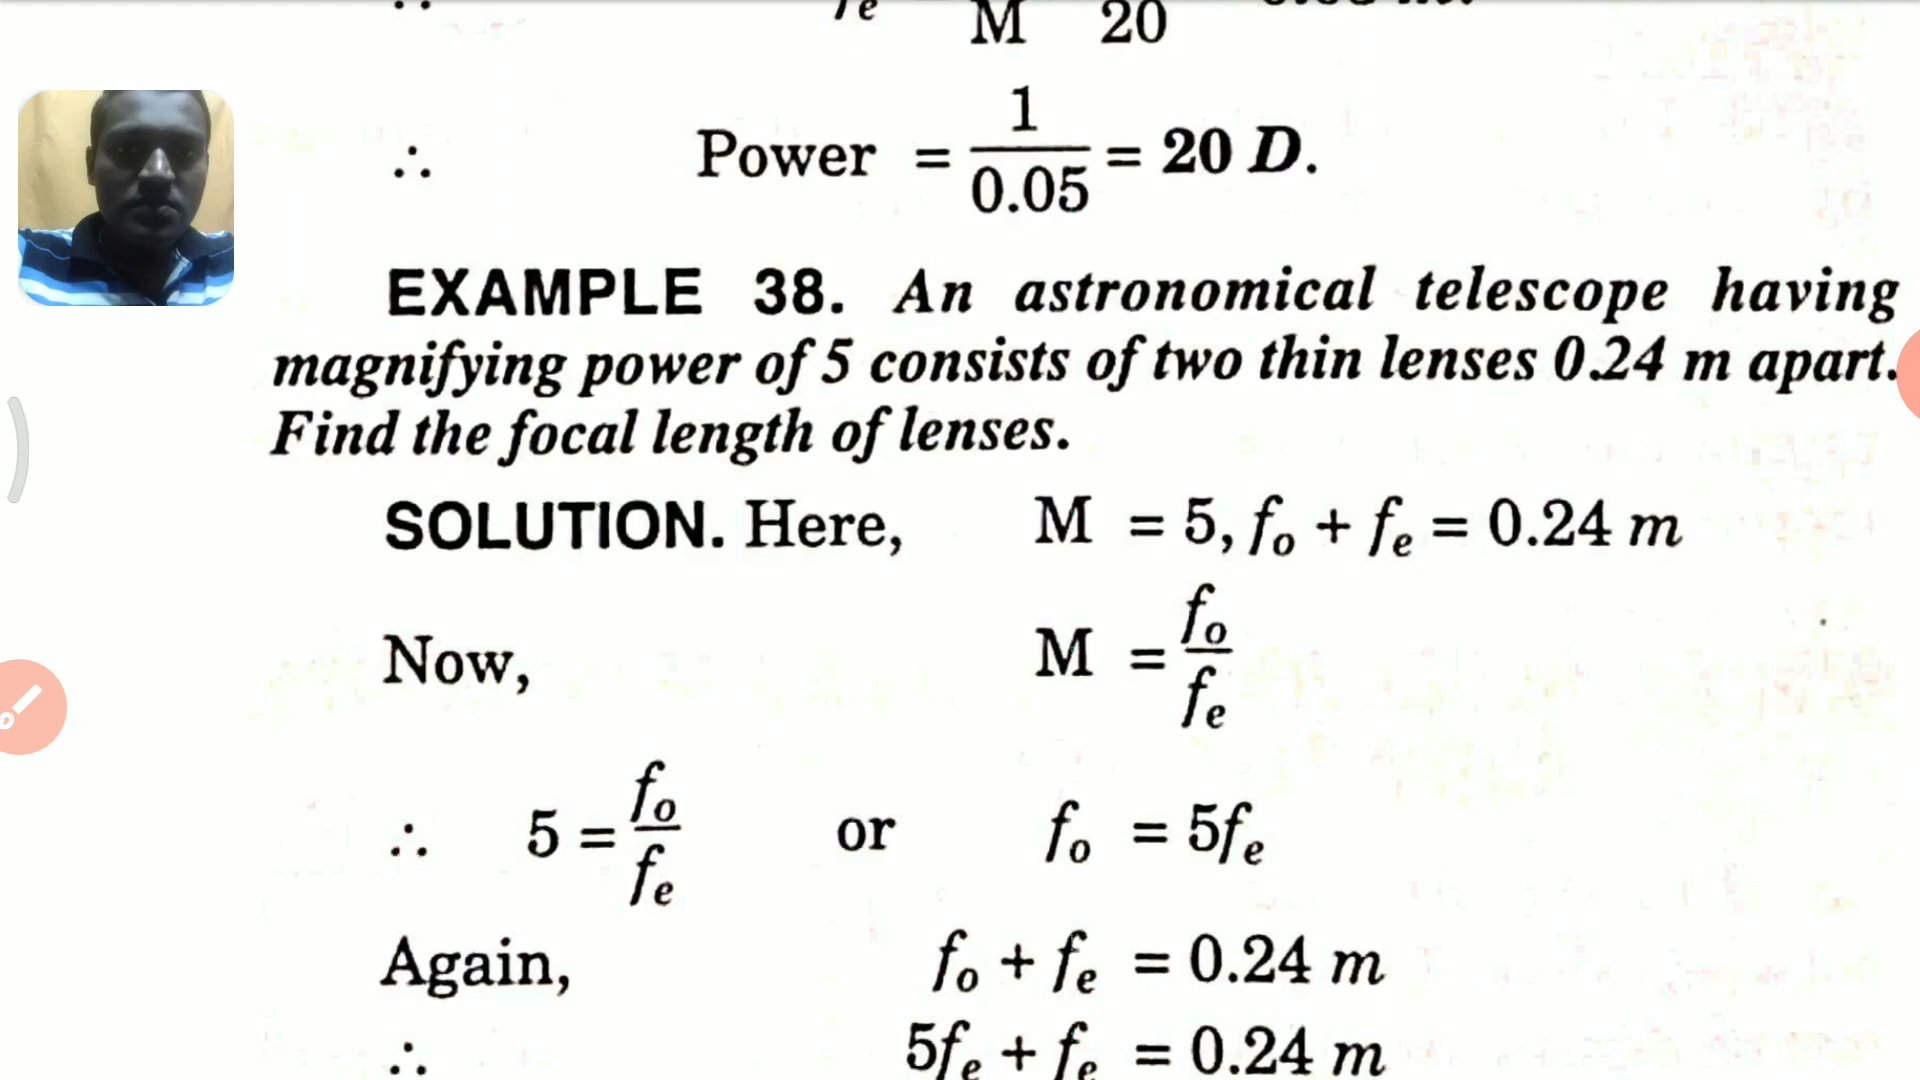 ∴ fe M 20
∴ Power = 1/0.05 = 20 D.
EXAMPLE 38. An astronomical telescope having
magnifying power of 5 consists of two thin lenses 0.24 m apart.
Find the focal length of lenses.
SOLUTION. Here, M = 5, fo + fe = 0.24 m
Now, M = fo/fe
∴ 5 = fo/fe or fo = 5fe
Again, fo + fe = 0.24 m
∴ 5fe + fe = 0.24 m